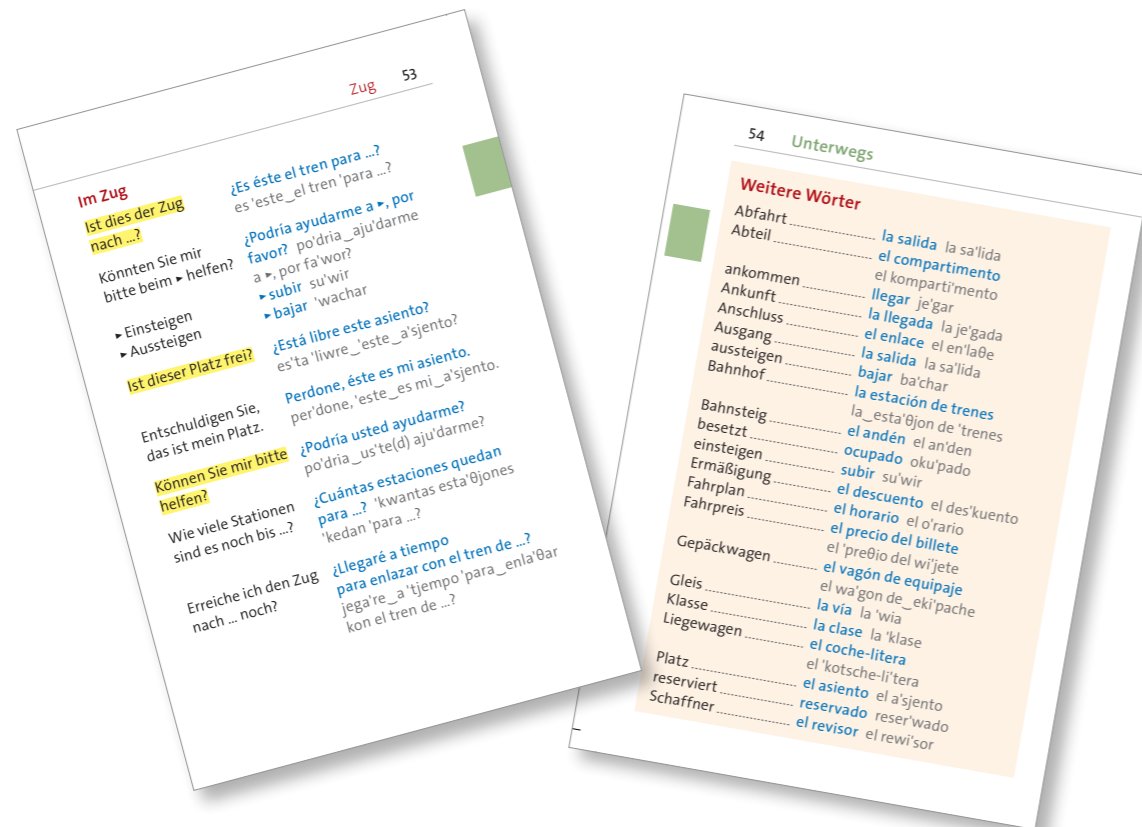 Zug 53
Im Zug
Ist dies der Zug
nach ...?
¿Es éste el tren para ...?
es 'este‿el tren 'para ...?
Könnten Sie mir
bitte beim ▸ helfen?
▸ Einsteigen
▸ Aussteigen
¿Podría ayudarme a ▸, por
favor? po'dria‿aju'darme
a ▸, por fa'wor?
▸ subir su'wir
▸ bajar 'wachar
Ist dieser Platz frei?
¿Está libre este asiento?
es'ta 'liwre‿'este‿a'sjento?
Entschuldigen Sie,
das ist mein Platz.
Perdone, éste es mi asiento.
per'done, 'este‿es mi‿a'sjento.
Können Sie mir bitte
helfen?
¿Podría usted ayudarme?
po'dria‿us'te(d) aju'darme?
Wie viele Stationen
sind es noch bis ...?
¿Cuántas estaciones quedan
para ...? 'kwantas esta'θjones
'kedan 'para ...?
Erreiche ich den Zug
nach ... noch?
¿Llegaré a tiempo
para enlazar con el tren de ...?
jega're‿a 'tjempo 'para‿enla'θar
kon el tren de ...?
54 Unterwegs
Weitere Wörter
Abfahrt la salida la sa'lida
Abteil el compartimento
el komparti'mento
ankommen llegar je'gar
Ankunft la llegada la je'gada
Anschluss el enlace el en'laθe
Ausgang la salida la sa'lida
aussteigen bajar ba'char
Bahnhof la estación de trenes
la‿esta'θjon de 'trenes
Bahnsteig el andén el an'den
besetzt ocupado oku'pado
einsteigen subir su'wir
Ermäßigung el descuento el des'kuento
Fahrplan el horario el o'rario
Fahrpreis el precio del billete
el 'preθio del wi'jete
Gepäckwagen el vagón de equipaje
el wa'gon de‿eki'pache
Gleis la vía la 'wia
Klasse la clase la 'klase
Liegewagen el coche-litera
el 'kotsche-li'tera
Platz el asiento el a'sjento
reserviert reservado reser'wado
Schaffner el revisor el rewi'sor